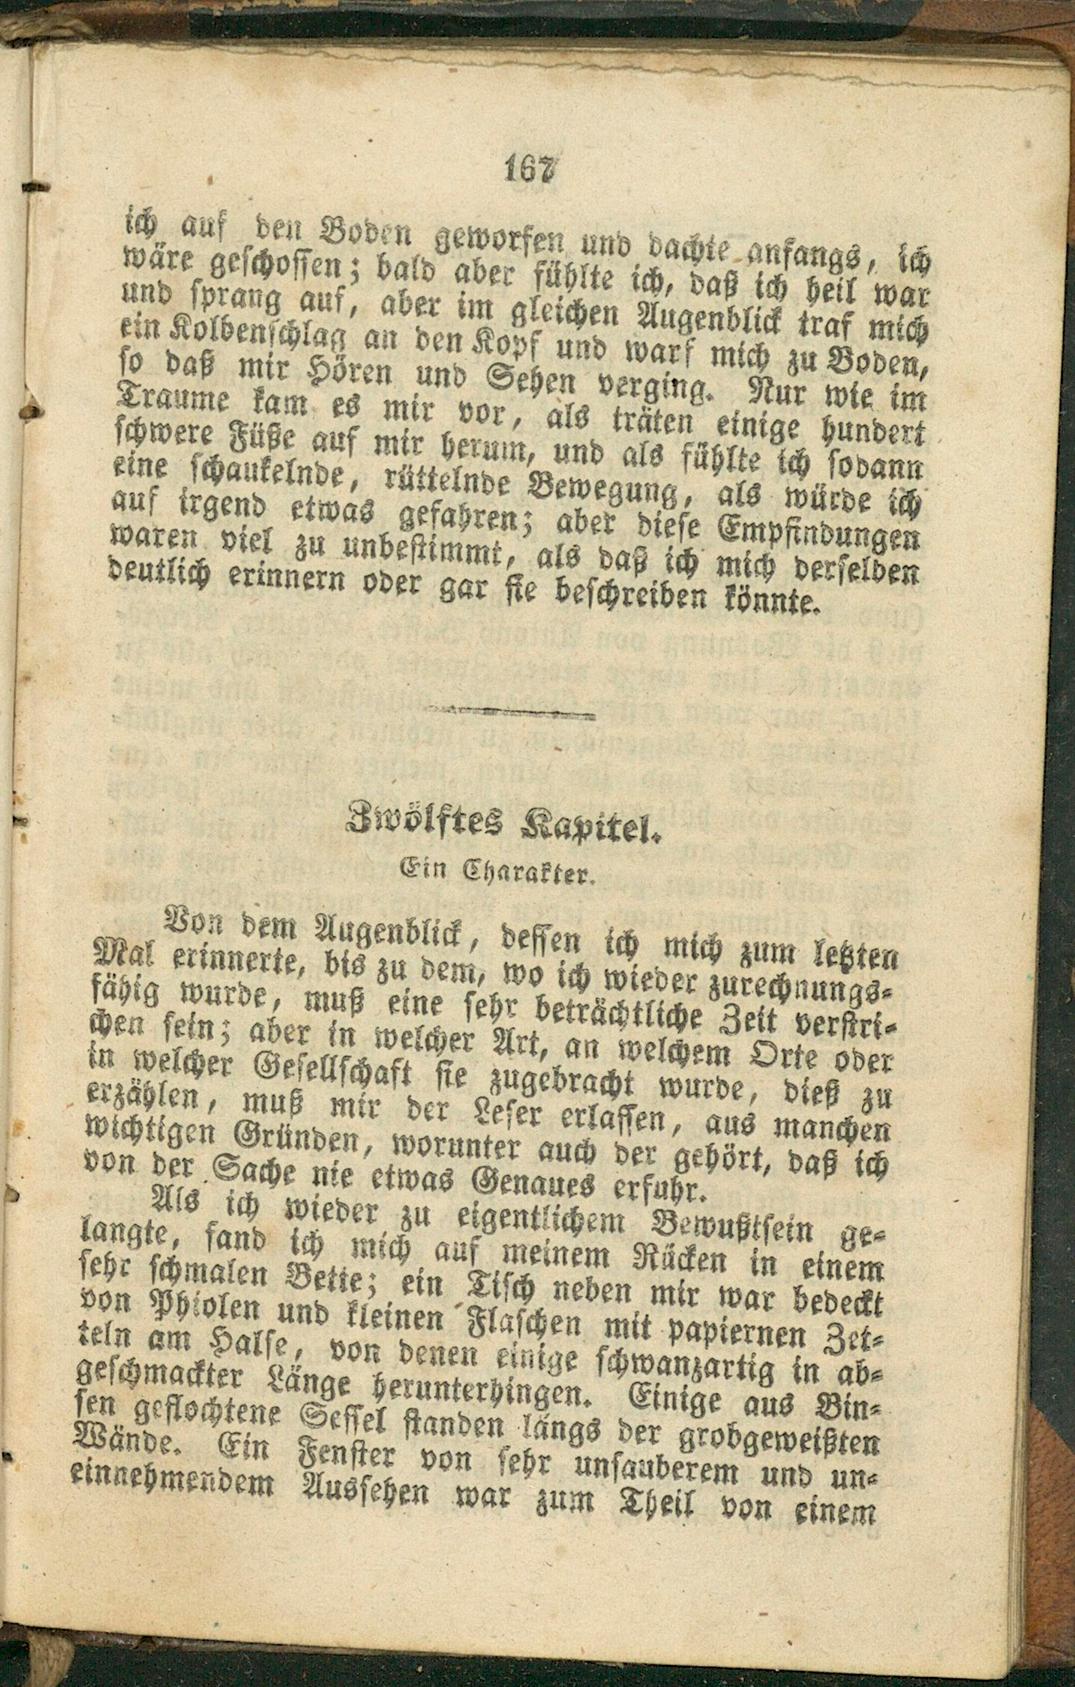 167
ich auf den Boden geworfen und dachte anfangs, ich
wäre geschossen; bald aber fühlte ich, daß ich heil war
und sprang auf, aber im gleichen Augenblick traf mich
ein Kolbenschlag an den Kopf und warf mich zu Boden,
so daß mir Hören und Sehen verging. Nur wie im
Traume kam es mir vor, als träten einige hundert
schwere Füße auf mir herum, und als fühlte ich sodann
eine schaukelnde, rüttelnde Bewegung, als würde ich
auf irgend etwas gefahren; aber diese Empfindungen
waren viel zu unbestimmt, als daß ich mich derselben
deutlich erinnern oder gar sie beschreiben könnte.
Zwölftes Kapitel.
Ein Charakter.
Von dem Augenblick, dessen ich mich zum letzten
Mal erinnerte, bis zu dem, wo ich wieder zurechnungs-
fähig wurde, muß eine sehr beträchtliche Zeit verstri-
chen sein; aber in welcher Art, an welchem Orte oder
in welcher Gesellschaft sie zugebracht wurde, dieß zu
erzählen, muß mir der Leser erlassen, aus manchen
wichtigen Gründen, worunter auch der gehört, daß ich
von der Sache nie etwas Genaues erfuhr.
Als ich wieder zu eigentlichem Bewußtsein ge-
langte, fand ich mich auf meinem Räcken in einem
sehr schmalen Bette; ein Tisch neben mir war bedeckt
von Phiolen und kleinen Flaschen mit papiernen Zet-
teln am Halse, von denen einige schwanzartig in ab-
geschmackter Länge herunterhingen. Einige aus Bin-
sen geflochtene Sessel standen längs der grobgeweißten
Wände. Ein Fenster von sehr unsauberem und un-
einnehmendem Aussehen war zum Theil von einem